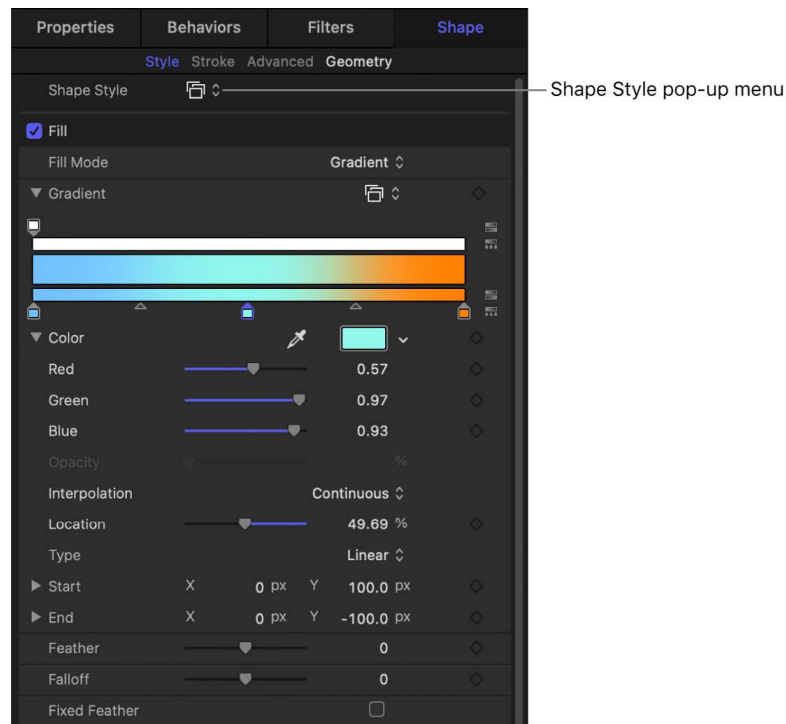 Properties Behaviors Filters Shape
Style Stroke Advanced Geometry
Shape Style
Shape Style pop-up menu
Fill
Fill Mode Gradient
Gradient
Color
Red 0.57
Green 0.97
Blue 0.93
Opacity %
Interpolation Continuous
Location 49.69 %
Type Linear
Start X 0 px Y 100.0 px
End X 0 px Y -100.0 px
Feather 0
Falloff 0
Fixed Feather